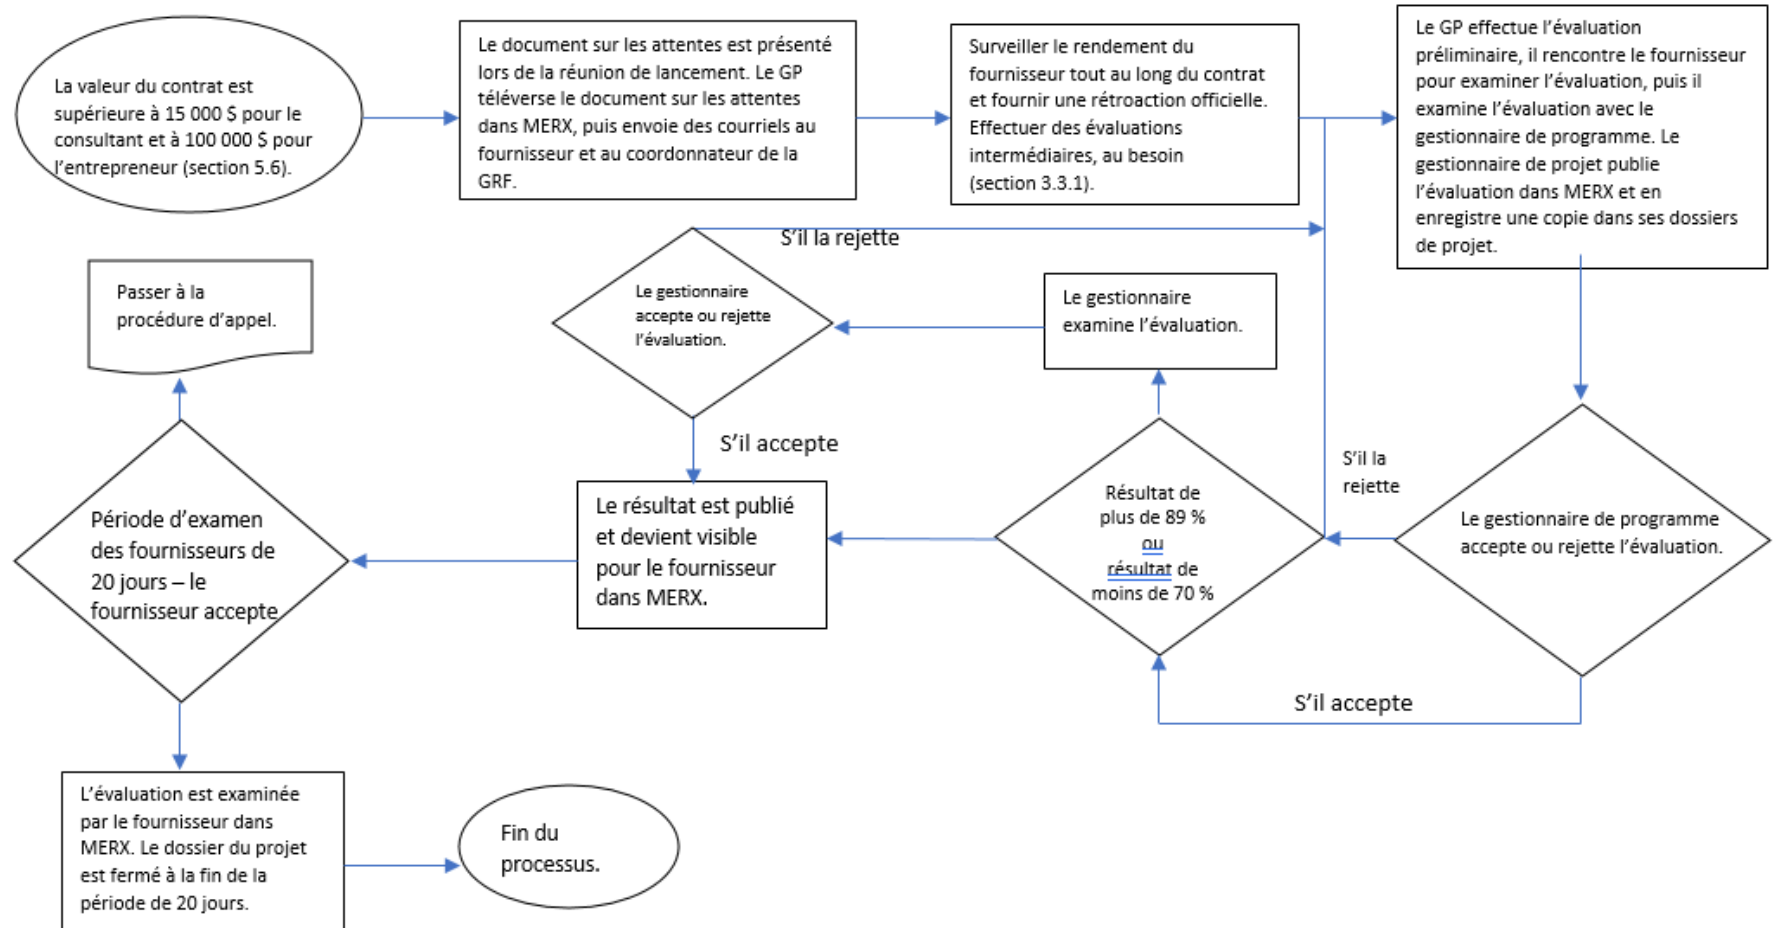 La valeur du contrat est
supérieure à 15 000 $ pour le
consultant et à 100 000 $ pour
l'entrepreneur (section 5.6).
Le document sur les attentes est présenté
lors de la réunion de lancement. Le GP
téléverse le document sur les attentes
dans MERX, puis envoie des courriels au
fournisseur et au coordonnateur de la
GRF.
Surveiller le rendement du
fournisseur tout au long du contrat
et fournir une rétroaction officielle.
Effectuer des évaluations
intermédiaires, au besoin
(section 3.3.1).
Le GP effectue l'évaluation
préliminaire, il rencontre le fournisseur
pour examiner l'évaluation, puis il
examine l'évaluation avec le
gestionnaire de programme. Le
gestionnaire de projet publie
l'évaluation dans MERX et en
enregistre une copie dans ses dossiers
de projet.
S'il la rejette
Passer à la
procédure d'appel.
Le gestionnaire
accepte ou rejette
l'évaluation.
Le gestionnaire
examine l'évaluation.
S'il accepte
S'il la
rejette
Période d'examen
des fournisseurs de
20 jours – le
fournisseur accepte
Le résultat est publié
et devient visible
pour le fournisseur
dans MERX.
Résultat de
plus de 89 %
ou
résultat de
moins de 70 %
Le gestionnaire de programme
accepte ou rejette l'évaluation.
S'il accepte
L'évaluation est examinée
par le fournisseur dans
MERX. Le dossier du projet
est fermé à la fin de la
période de 20 jours.
Fin du
processus.